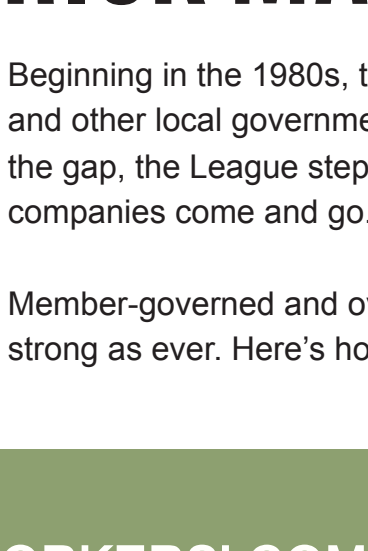 Beginning in the 1980s, t
and other local governme
the gap, the League step
companies come and go.
Member-governed and ov
strong as ever. Here’s ho